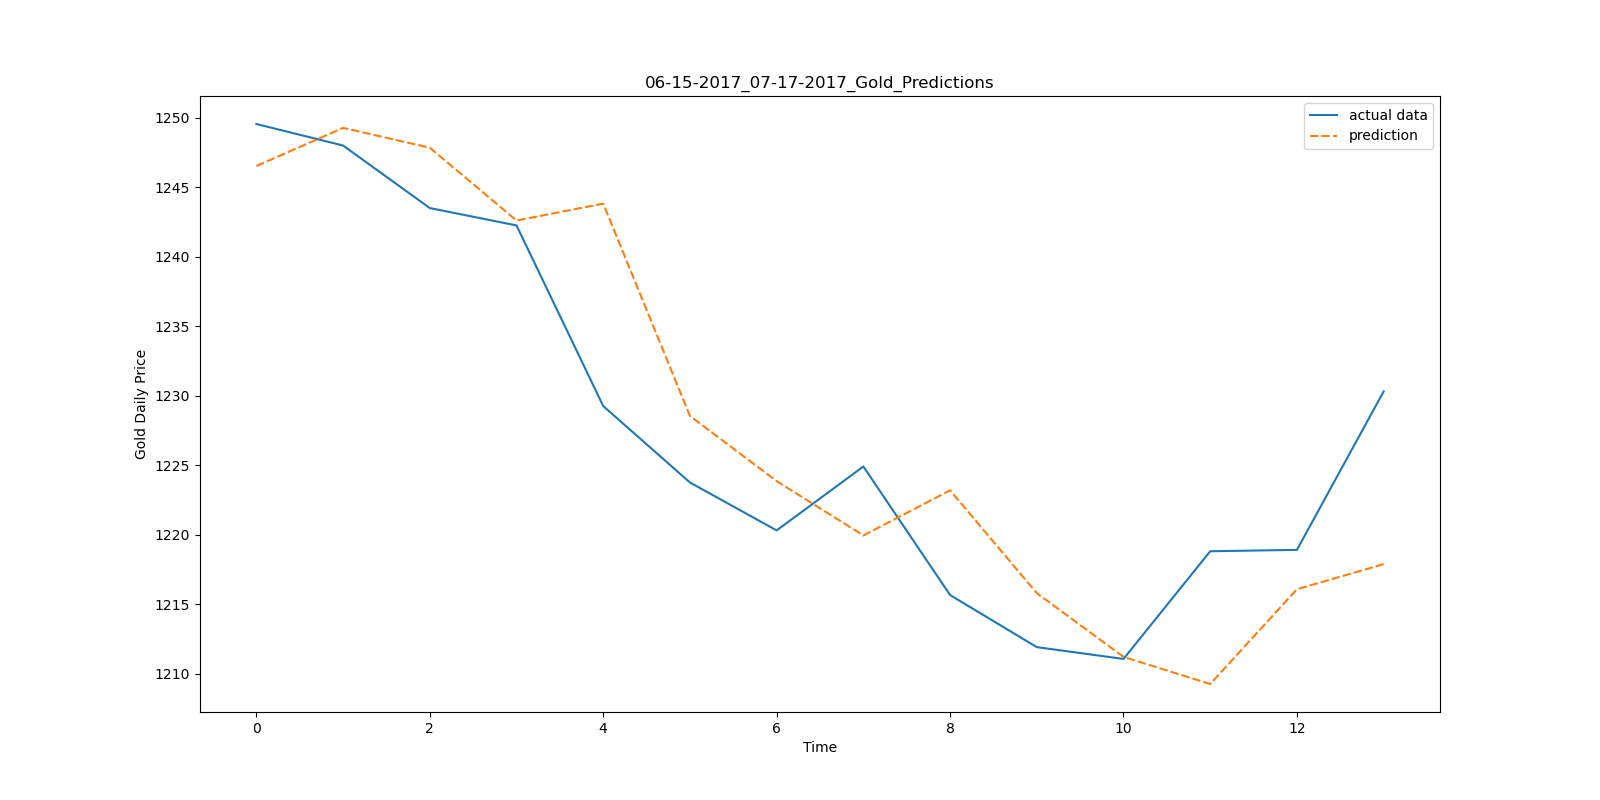 06-15-2017_07-17-2017_Gold_Predictions
actual data
prediction
Gold Daily Price
1250
1245
1240
1235
1230
1225
1220
1215
1210
0 2 4 6 8 10 12
Time